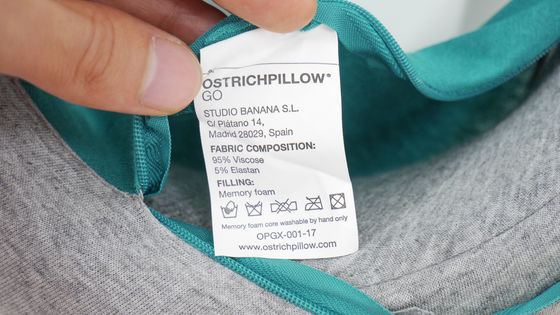 OSTRICHPILLOW®
GO
STUDIO BANANA S.L.
C/ Plátano 14,
Madrid 28029, Spain
FABRIC COMPOSITION:
95% Viscose
5% Elastan
FILLING:
Memory foam
Memory foam core washable by hand only
OPGX-001-17
www.ostrichpillow.com